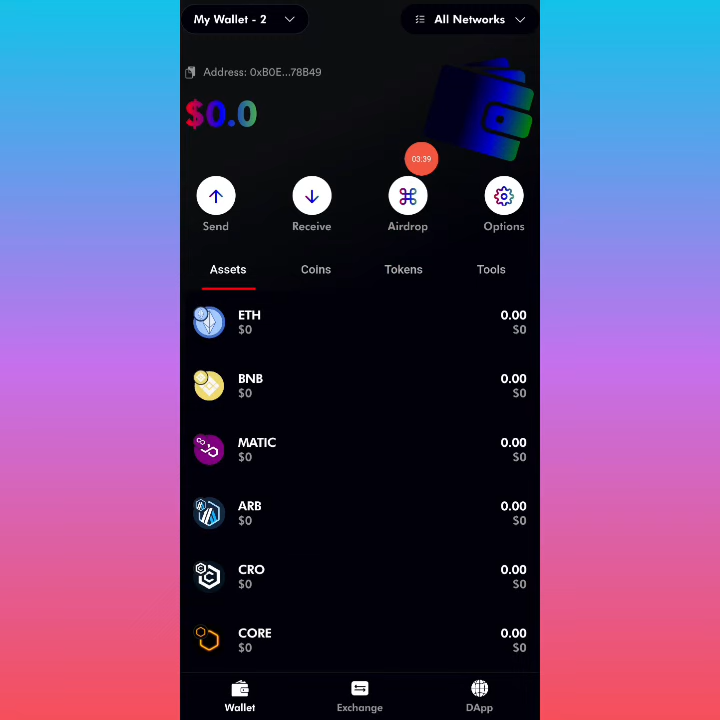 My Wallet - 2
All Networks
Address: 0xB0E...78B49
$0.0
03:39
Send Receive Airdrop Options
Assets Coins Tokens Tools
ETH 0.00
$0 $0
BNB 0.00
$0 $0
MATIC 0.00
$0 $0
ARB 0.00
$0 $0
CRO 0.00
$0 $0
CORE 0.00
$0 $0
Wallet Exchange DApp